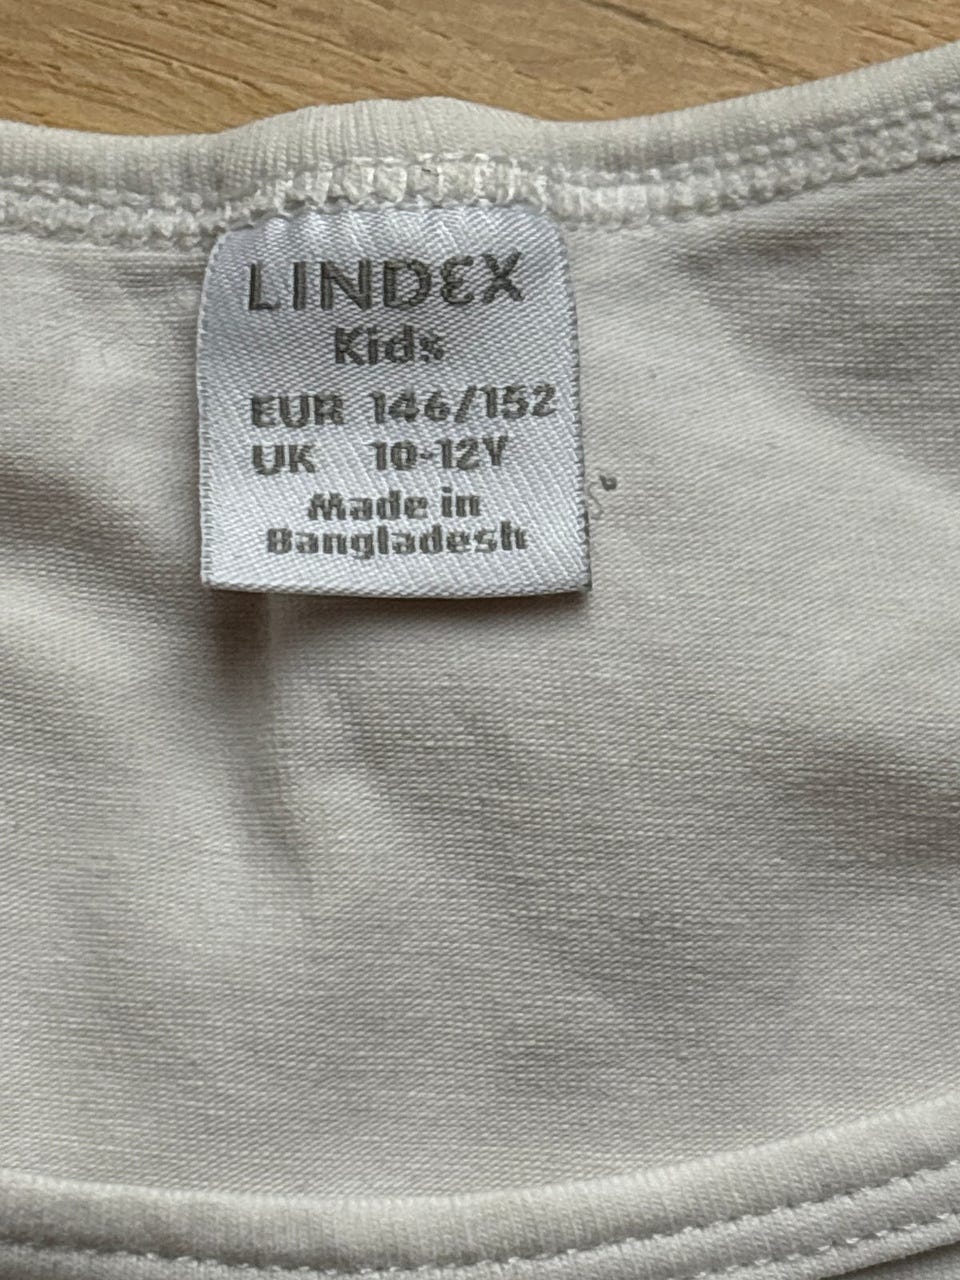 LINDEX
Kids
EUR 146/152
UK 10-12Y
Made in
Bangladesh